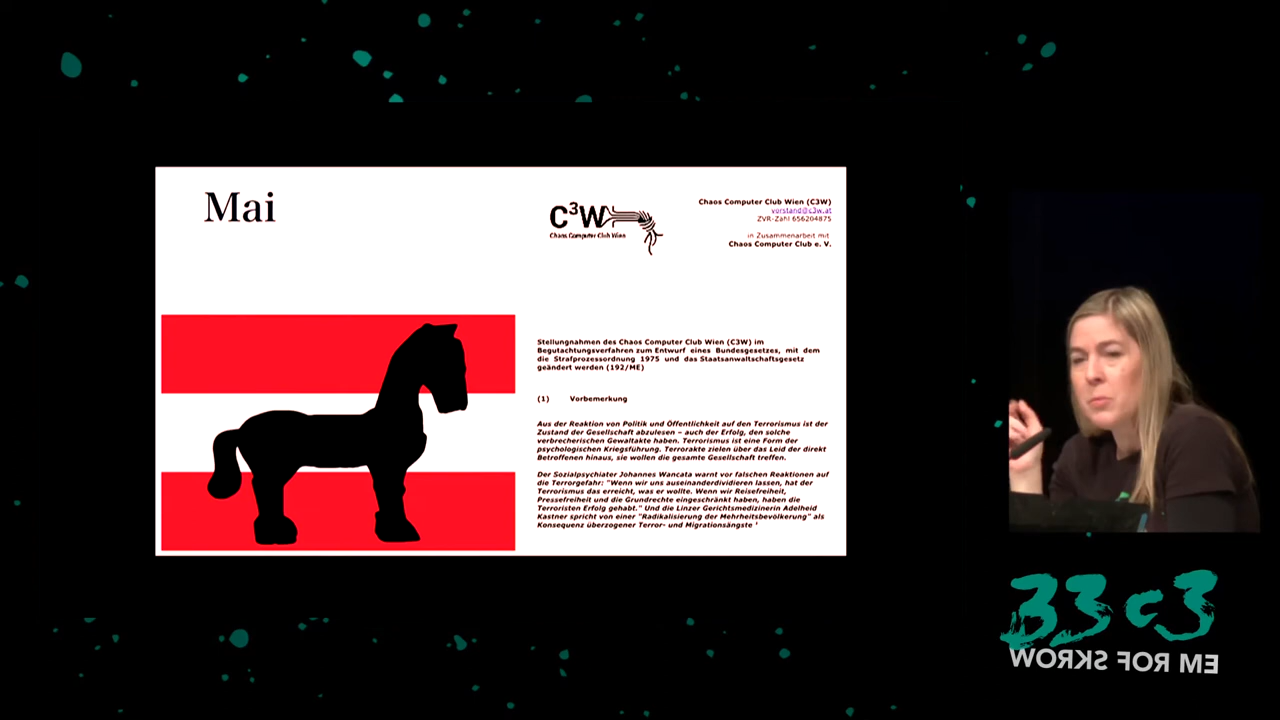 Mai
C³W
Chaos Computer Club Wien
Chaos Computer Club Wien (C3W)
vorstand@c3w.at
ZVR-Zahl 656204875
in Zusammenarbeit mit
Chaos Computer Club e. V.
Stellungnahmen des Chaos Computer Club Wien (C3W) im
Begutachtungsverfahren zum Entwurf eines Bundesgesetzes, mit dem
die Strafprozessordnung 1975 und das Staatsanwaltschaftsgesetz
geändert werden (192/ME)
(1) Vorbemerkung
Aus der Reaktion von Politik und Öffentlichkeit auf den Terrorismus ist der
Zustand der Gesellschaft abzulesen – auch der Erfolg, den solche
verbrecherischen Gewaltakte haben. Terrorismus ist eine Form der
psychologischen Kriegsführung. Terrorakte zielen über das Leid der direkt
Betroffenen hinaus, sie wollen die gesamte Gesellschaft treffen.
Der Sozialpsychiater Johannes Wancata warnt vor falschen Reaktionen auf
die Terrorgefahr: "Wenn wir uns auseinanderdividieren lassen, hat der
Terrorismus das erreicht, was er wollte. Wenn wir Reisefreiheit,
Pressefreiheit und die Grundrechte eingeschränkt haben, haben die
Terroristen Erfolg gehabt." Und die Linzer Gerichtsmedizinerin Adelheid
Kastner spricht von einer "Radikalisierung der Mehrheitsbevölkerung" als
Konsequenz überzogener Terror- und Migrationsängste ¹
33c3
WORKS FOR ME